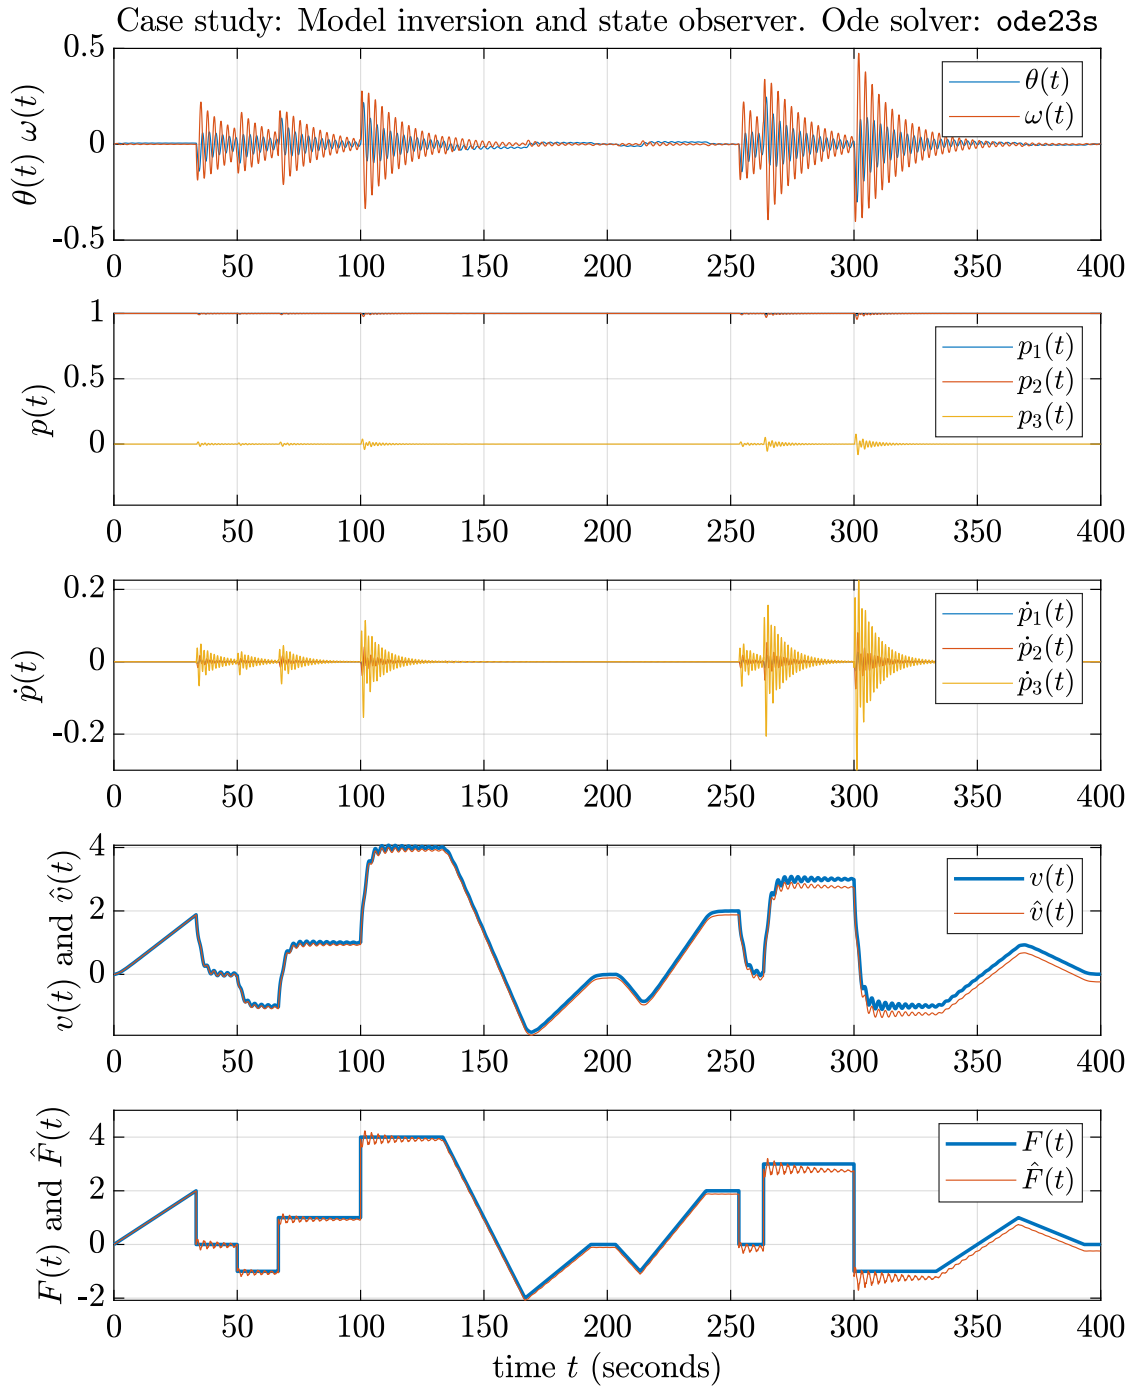 Case study: Model inversion and state observer. Ode solver: ode23s
θ(t) ω(t)
0.5
0
-0.5
θ(t)
ω(t)
0 50 100 150 200 250 300 350 400
p(t)
1
0.5
0
p₁(t)
p₂(t)
p₃(t)
0 50 100 150 200 250 300 350 400
ṗ(t)
0.2
0
-0.2
ṗ₁(t)
ṗ₂(t)
ṗ₃(t)
0 50 100 150 200 250 300 350 400
v(t) and v̂(t)
4
2
0
v(t)
v̂(t)
0 50 100 150 200 250 300 350 400
F(t) and F̂(t)
4
2
0
-2
F(t)
F̂(t)
0 50 100 150 200 250 300 350 400
time t (seconds)